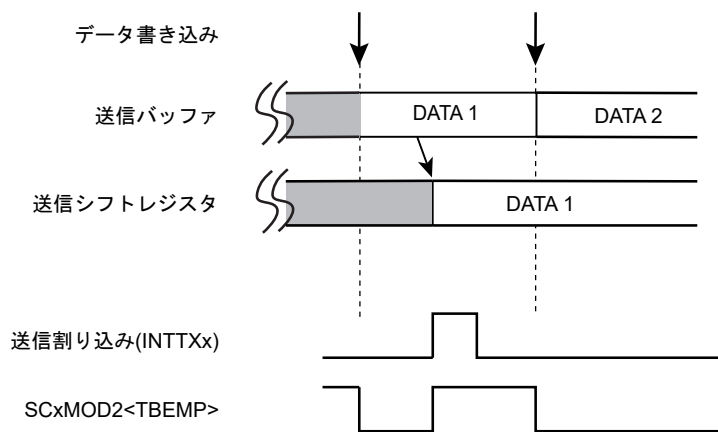 データ書き込み
送信バッファ
DATA 1
DATA 2
送信シフトレジスタ
DATA 1
送信割り込み(INTTXx)
SCxMOD2<TBEMP>